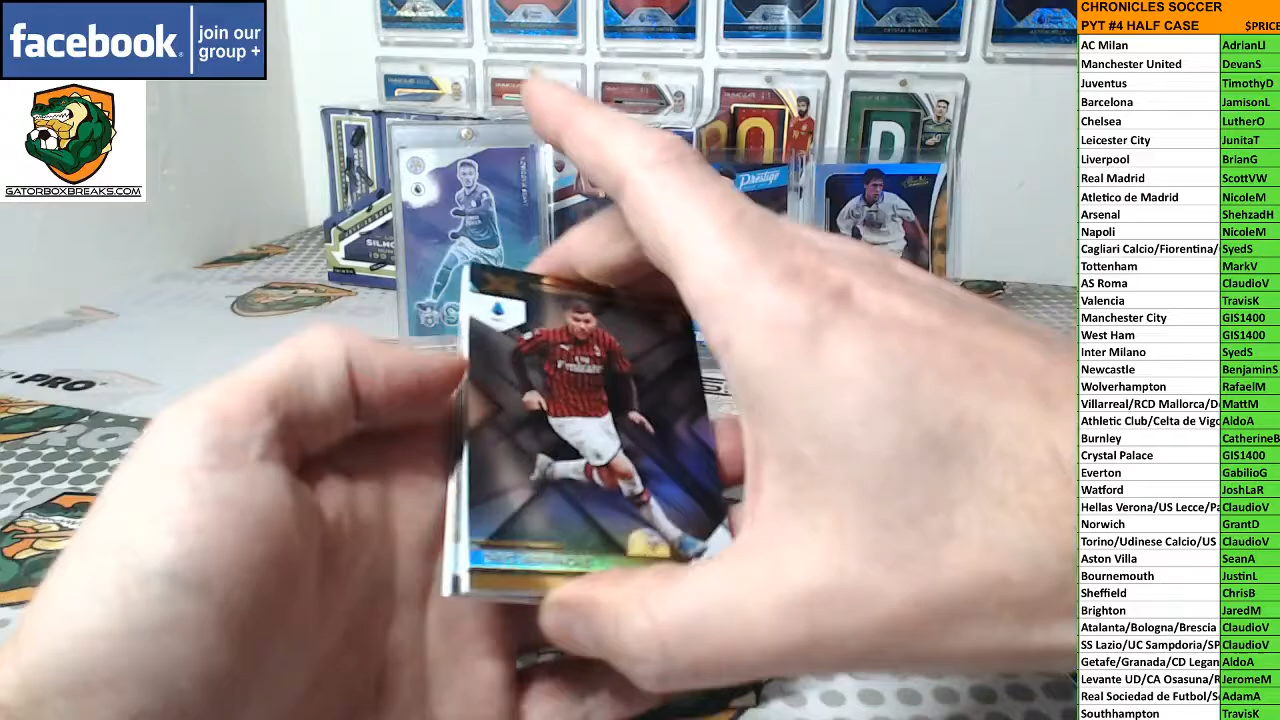 facebook
join our
group +
GATORBOXBREAKS.COM
CHRONICLES SOCCER
PYT #4 HALF CASE $PRICE
AC Milan AdrianLl
Manchester United DevanS
Juventus TimothyD
Barcelona JamisonL
Chelsea LutherO
Leicester City JunitaT
Liverpool BrianG
Real Madrid ScottVW
Atletico de Madrid NicoleM
Arsenal ShehzadH
Napoli NicoleM
Cagliari Calcio/Fiorentina/ SyedS
Tottenham MarkV
AS Roma ClaudioV
Valencia TravisK
Manchester City GIS1400
West Ham GIS1400
Inter Milano SyedS
Newcastle BenjaminS
Wolverhampton RafaelM
Villarreal/RCD Mallorca/D MattM
Athletic Club/Celta de Vigo AldoA
Burnley CatherineB
Crystal Palace GIS1400
Everton GabilioG
Watford JoshLaR
Hellas Verona/US Lecce/Pa ClaudioV
Norwich GrantD
Torino/Udinese Calcio/US ClaudioV
Aston Villa SeanA
Bournemouth JustinL
Sheffield ChrisB
Brighton JaredM
Atalanta/Bologna/Brescia ClaudioV
SS Lazio/UC Sampdoria/SP ClaudioV
Getafe/Granada/CD Legan AldoA
Levante UD/CA Osasuna/R JeromeM
Real Sociedad de Futbol/Se AdamA
Southhampton TravisK
Prestige
D
-PRO